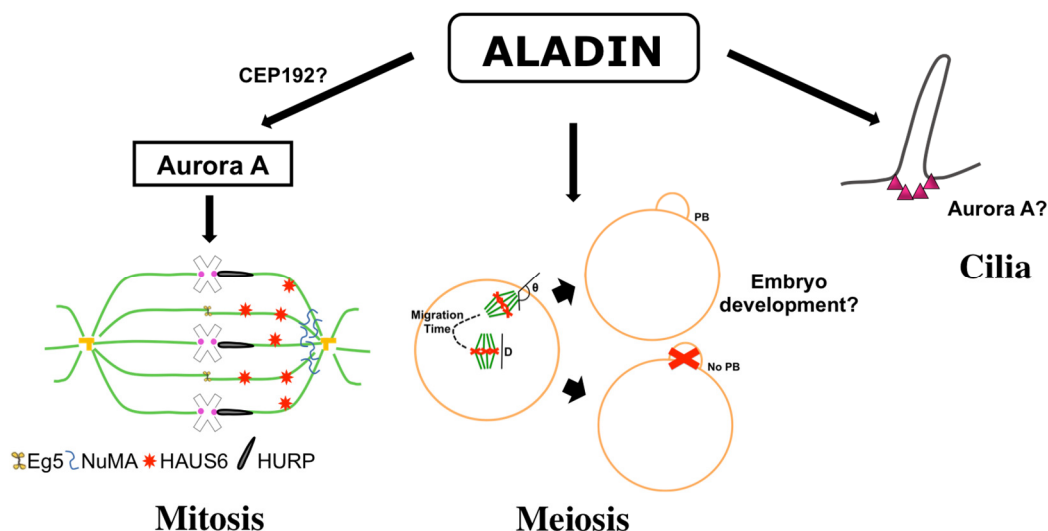 ALADIN
CEP192?
Aurora A
Aurora A?
Cilia
PB
Embryo
development?
θ
Migration
Time
D
No PB
Eg5 NuMA HAUS6 HURP
Mitosis
Meiosis